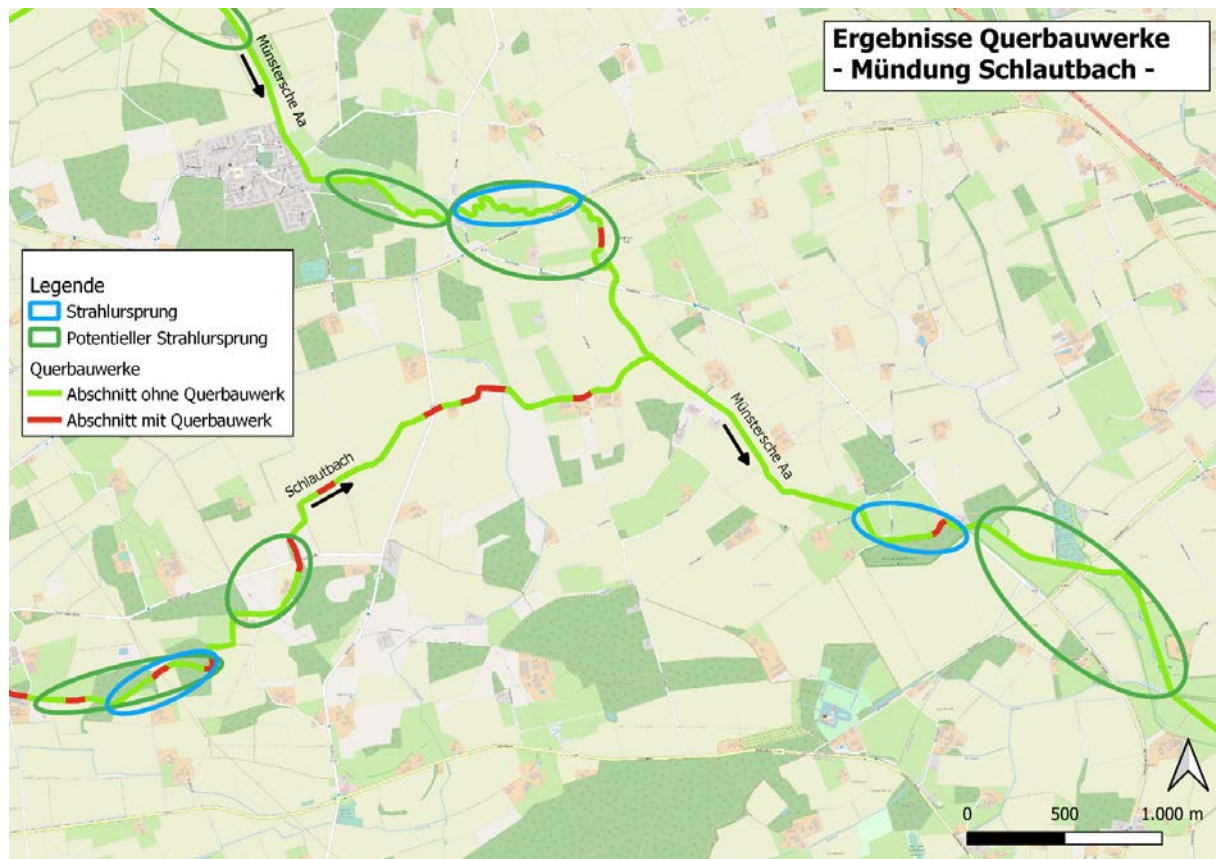 Ergebnisse Querbauwerke
- Mündung Schlautbach -
Münstersche Aa
Legende
Strahlursprung
Potentieller Strahlursprung
Querbauwerke
Abschnitt ohne Querbauwerk
Abschnitt mit Querbauwerk
Schlautbach
Münstersche Aa
0 500 1.000 m